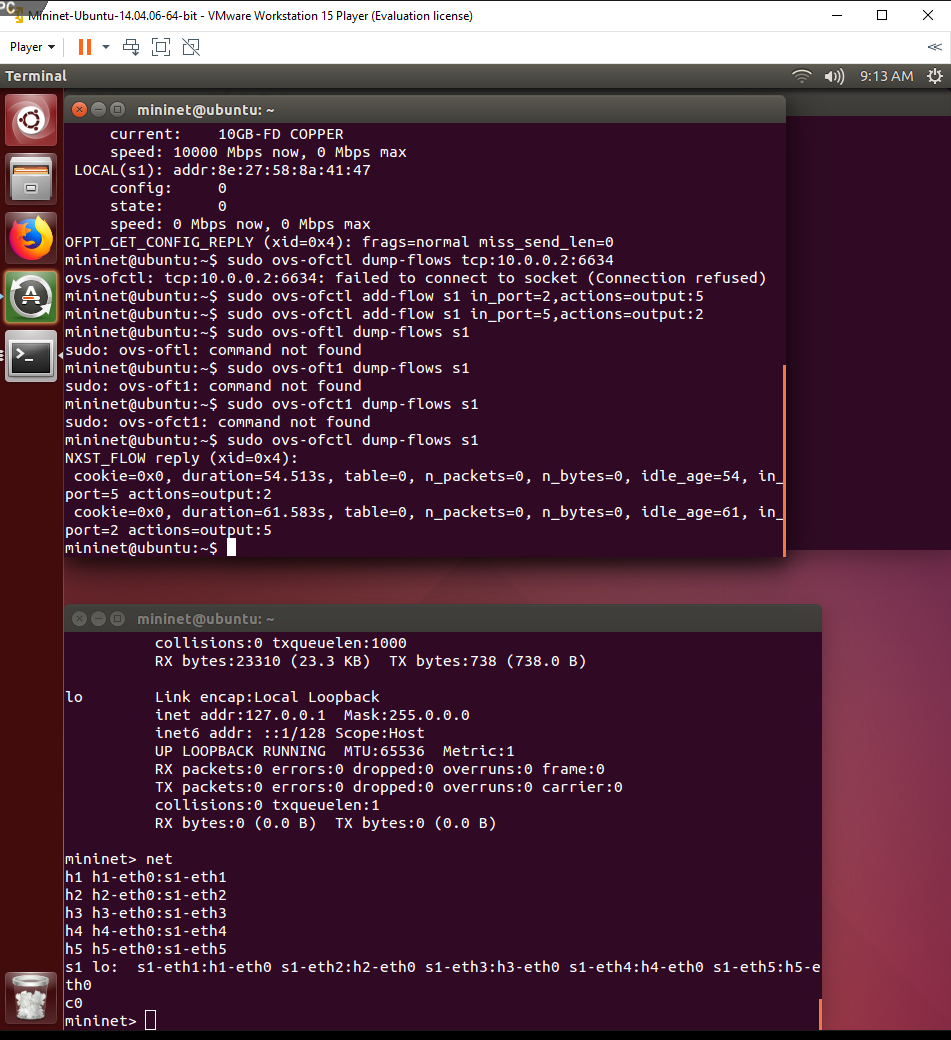 PC
Mininet-Ubuntu-14.04.06-64-bit - VMware Workstation 15 Player (Evaluation license)
Player
Terminal
9:13 AM
mininet@ubuntu: ~
current:    10GB-FD COPPER
speed: 10000 Mbps now, 0 Mbps max
LOCAL(s1): addr:8e:27:58:8a:41:47
config:     0
state:      0
speed: 0 Mbps now, 0 Mbps max
OFPT_GET_CONFIG_REPLY (xid=0x4): frags=normal miss_send_len=0
mininet@ubuntu:~$ sudo ovs-ofctl dump-flows tcp:10.0.0.2:6634
ovs-ofctl: tcp:10.0.0.2:6634: failed to connect to socket (Connection refused)
mininet@ubuntu:~$ sudo ovs-ofctl add-flow s1 in_port=2,actions=output:5
mininet@ubuntu:~$ sudo ovs-ofctl add-flow s1 in_port=5,actions=output:2
mininet@ubuntu:~$ sudo ovs-oftl dump-flows s1
sudo: ovs-oftl: command not found
mininet@ubuntu:~$ sudo ovs-oft1 dump-flows s1
sudo: ovs-oft1: command not found
mininet@ubuntu:~$ sudo ovs-ofct1 dump-flows s1
sudo: ovs-ofct1: command not found
mininet@ubuntu:~$ sudo ovs-ofctl dump-flows s1
NXST_FLOW reply (xid=0x4):
cookie=0x0, duration=54.513s, table=0, n_packets=0, n_bytes=0, idle_age=54, in_
port=5 actions=output:2
cookie=0x0, duration=61.583s, table=0, n_packets=0, n_bytes=0, idle_age=61, in_
port=2 actions=output:5
mininet@ubuntu:~$
mininet@ubuntu: ~
collisions:0 txqueuelen:1000
RX bytes:23310 (23.3 KB)  TX bytes:738 (738.0 B)
lo        Link encap:Local Loopback
inet addr:127.0.0.1  Mask:255.0.0.0
inet6 addr: ::1/128 Scope:Host
UP LOOPBACK RUNNING  MTU:65536  Metric:1
RX packets:0 errors:0 dropped:0 overruns:0 frame:0
TX packets:0 errors:0 dropped:0 overruns:0 carrier:0
collisions:0 txqueuelen:1
RX bytes:0 (0.0 B)  TX bytes:0 (0.0 B)
mininet> net
h1 h1-eth0:s1-eth1
h2 h2-eth0:s1-eth2
h3 h3-eth0:s1-eth3
h4 h4-eth0:s1-eth4
h5 h5-eth0:s1-eth5
s1 lo:  s1-eth1:h1-eth0 s1-eth2:h2-eth0 s1-eth3:h3-eth0 s1-eth4:h4-eth0 s1-eth5:h5-e
th0
c0
mininet>